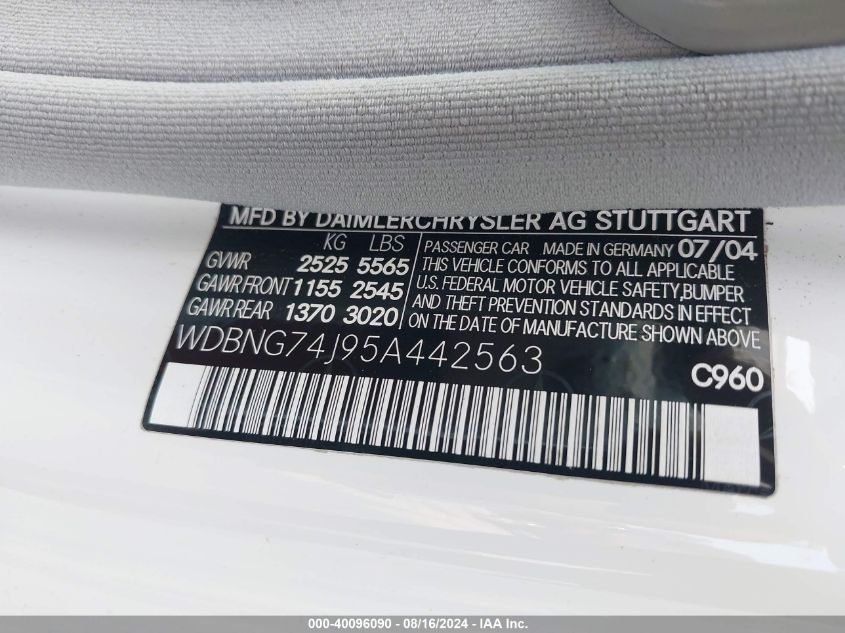 MFD BY DAIMLERCHRYSLER AG STUTTGART
KG LBS
GVWR 2525 5565
GAWR FRONT 1155 2545
GAWR REAR 1370 3020
PASSENGER CAR MADE IN GERMANY 07/04
THIS VEHICLE CONFORMS TO ALL APPLICABLE
U.S. FEDERAL MOTOR VEHICLE SAFETY,BUMPER
AND THEFT PREVENTION STANDARDS IN EFFECT
ON THE DATE OF MANUFACTURE SHOWN ABOVE
WDBNG74J95A442563
C960
000-40096090 - 08/16/2024 - IAA Inc.